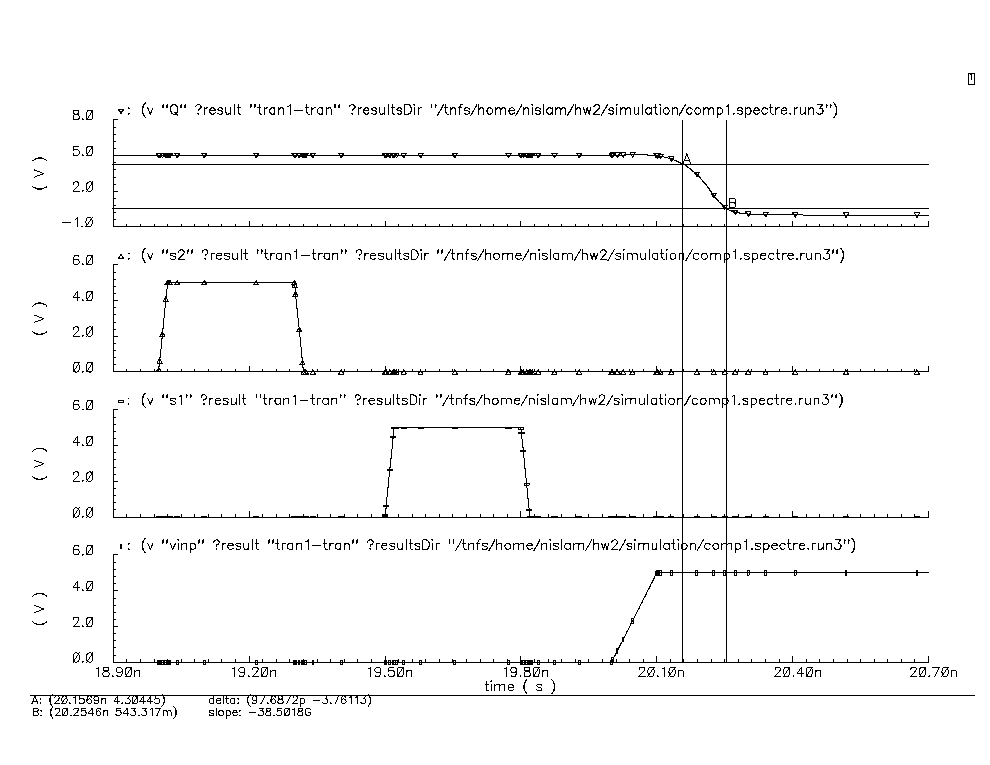 : (v "Q" ?result "tran1-tran" ?resultsDir "/tnfs/home/nislam/hw2/simulation/comp1.spectre.run3")
8.0
5.0
2.0
-1.0
(V)
A
B
: (v "s2" ?result "tran1-tran" ?resultsDir "/tnfs/home/nislam/hw2/simulation/comp1.spectre.run3")
6.0
4.0
2.0
0.0
(V)
: (v "s1" ?result "tran1-tran" ?resultsDir "/tnfs/home/nislam/hw2/simulation/comp1.spectre.run3")
6.0
4.0
2.0
0.0
(V)
: (v "vinp" ?result "tran1-tran" ?resultsDir "/tnfs/home/nislam/hw2/simulation/comp1.spectre.run3")
6.0
4.0
2.0
0.0
(V)
18.90n 19.20n 19.50n 19.80n 20.10n 20.40n 20.70n
time ( s )
A: (20.1569n 4.30445) delta: (97.6872p -3.76113)
B: (20.2546n 543.317m) slope: -38.5018G